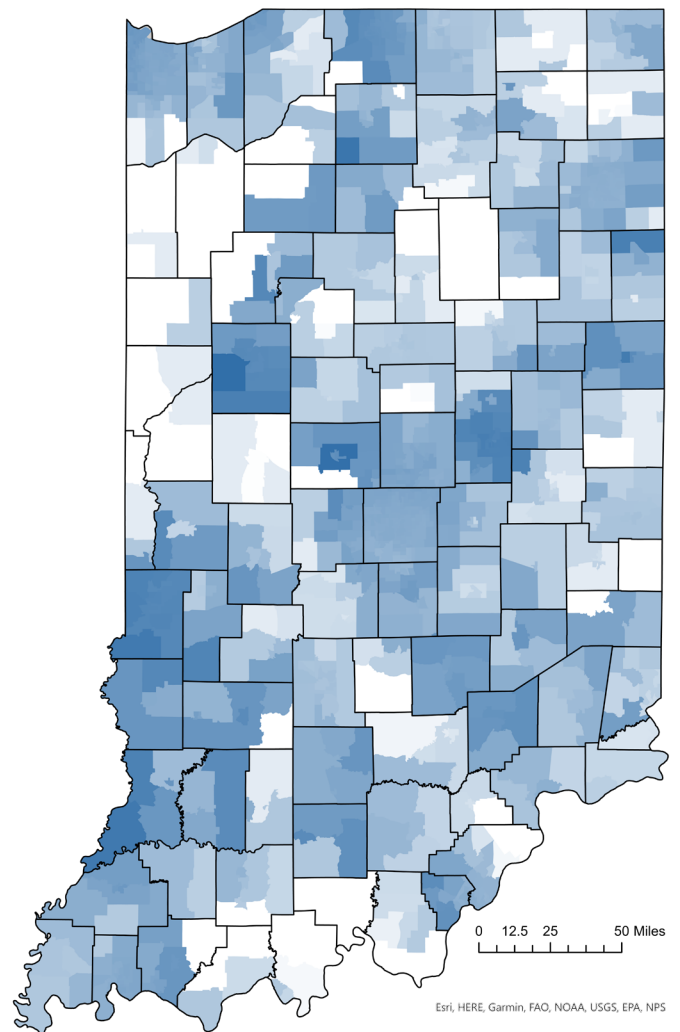 0 12.5 25 50 Miles
Esri, HERE, Garmin, FAO, NOAA, USGS, EPA, NPS